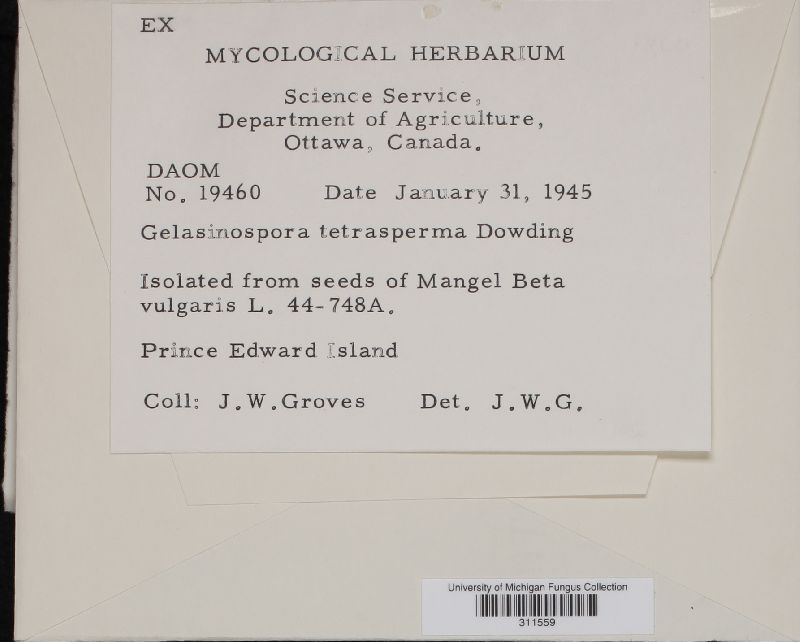 EX
MYCOLOGICAL HERBARIUM
Science Service,
Department of Agriculture,
Ottawa, Canada.
DAOM
No. 19460 Date January 31, 1945
Gelasinospora tetrasperma Dowding
Isolated from seeds of Mangel Beta
vulgaris L. 44-748A.
Prince Edward Island
Coll: J.W.Groves Det. J.W.G.
University of Michigan Fungus Collection
311559